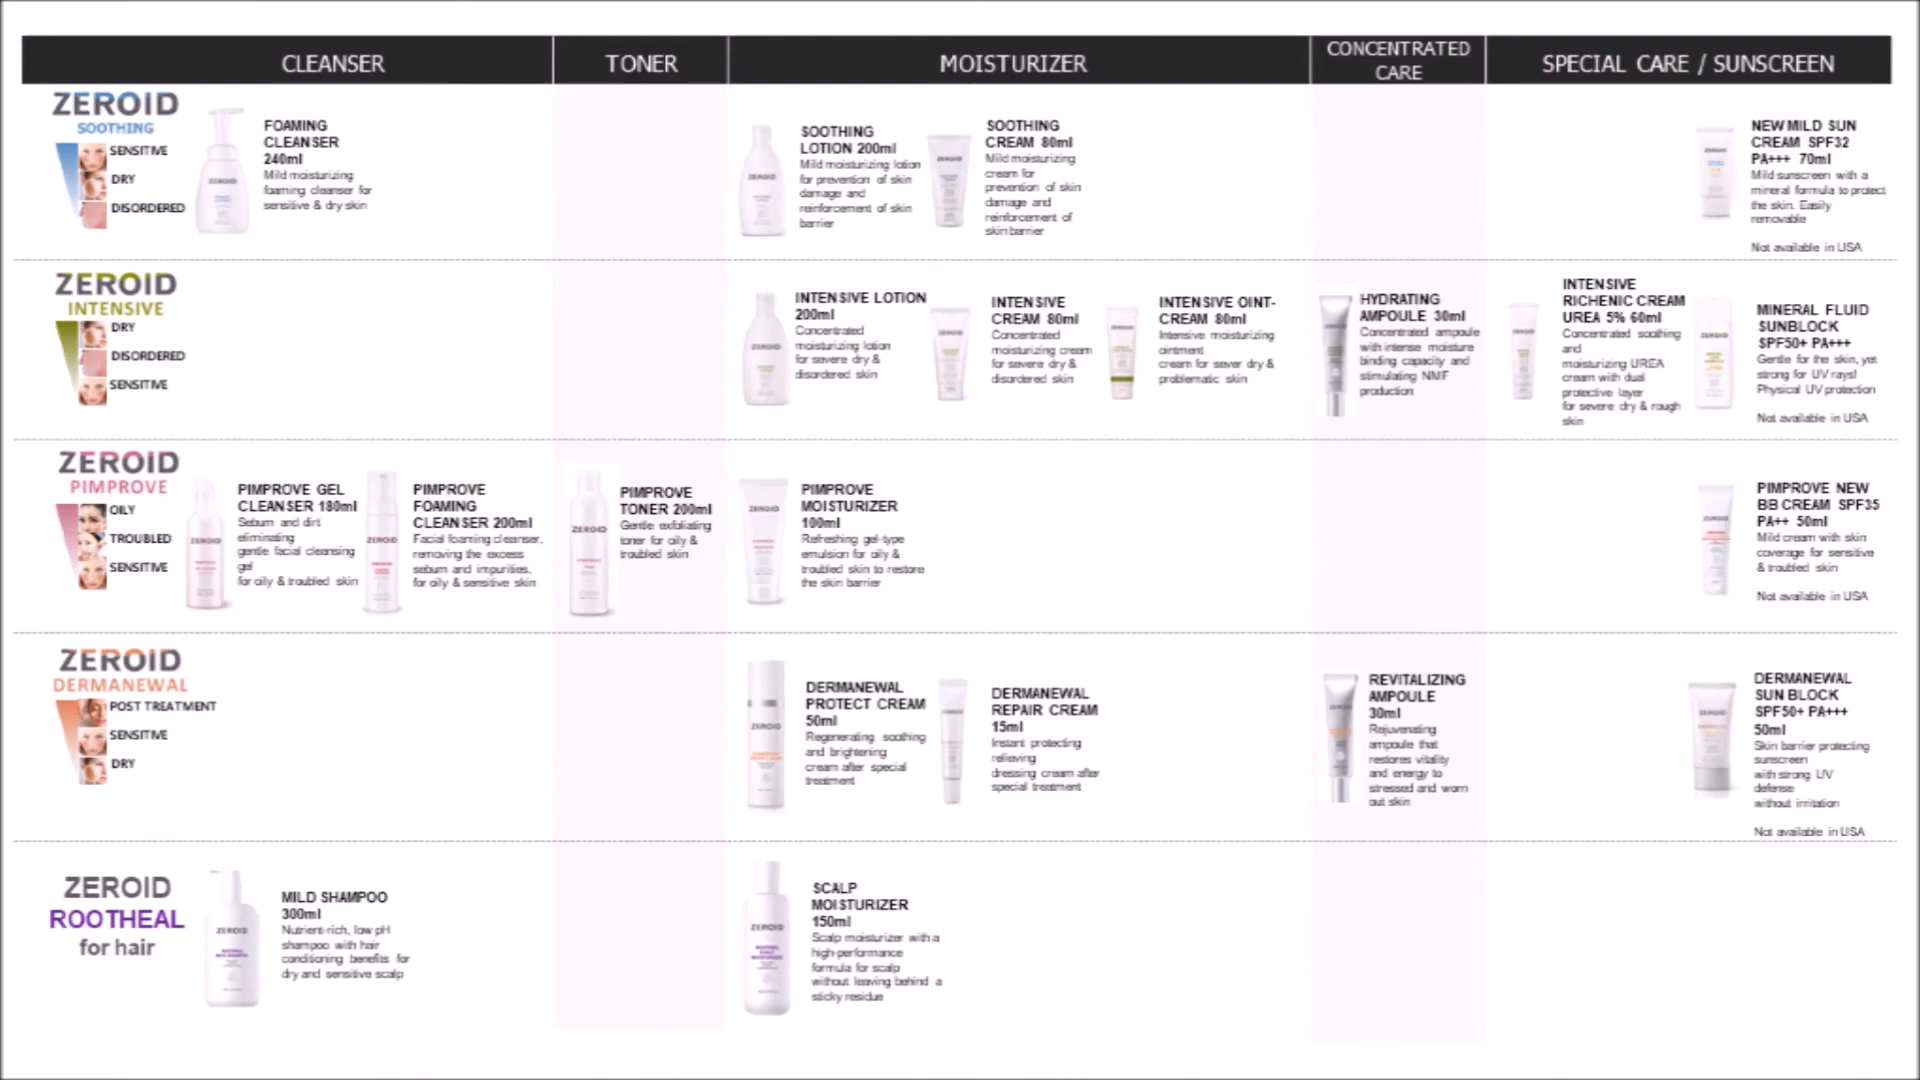 CLEANSER
TONER
MOISTURIZER
CONCENTRATED
CARE
SPECIAL CARE / SUNSCREEN
ZEROID
SOOTHING
SENSITIVE
DRY
DISORDERED
FOAMING
CLEANSER
240ml
Mild moisturizing
foaming cleanser for
sensitive & dry skin
SOOTHING
LOTION 200ml
Mild moisturizing lotion
for prevention of skin
damage and
reinforcement of skin
barrier
SOOTHING
CREAM 80ml
Mild moisturizing
cream for
prevention of skin
damage and
reinforcement of
skin barrier
NEW MILD SUN
CREAM SPF32
PA+++ 70ml
Mild sunscreen with a
mineral formula to protect
the skin. Easily
removable
Not available in USA
ZEROID
INTENSIVE
DRY
DISORDERED
SENSITIVE
INTENSIVE LOTION
200ml
Concentrated
moisturizing lotion
for severe dry &
disordered skin
INTENSIVE
CREAM 80ml
Concentrated
moisturizing cream
for severe dry &
disordered skin
INTENSIVE OINT-
CREAM 80ml
Intensive moisturizing
ointment
cream for sever dry &
problematic skin
HYDRATING
AMPOULE 30ml
Concentrated ampoule
with intense moisture
binding capacity and
stimulating NMF
production
INTENSIVE
RICHENIC CREAM
UREA 5% 60ml
Concentrated soothing
and
moisturizing UREA
cream with dual
protective layer
for severe dry & rough
skin
MINERAL FLUID
SUNBLOCK
SPF50+ PA+++
Gentle for the skin, yet
strong for UV rays!
Physical UV protection
Not available in USA
ZEROID
PIMPROVE
OILY
TROUBLED
SENSITIVE
PIMPROVE GEL
CLEANSER 180ml
Sebum and dirt
eliminating
gentle facial cleansing
gel
for oily & troubled skin
PIMPROVE
FOAMING
CLEANSER 200ml
Facial foaming cleanser,
removing the excess
sebum and impurities,
for oily & sensitive skin
PIMPROVE
TONER 200ml
Gentle exfoliating
toner for oily &
troubled skin
PIMPROVE
MOISTURIZER
100ml
Refreshing gel-type
emulsion for oily &
troubled skin to restore
the skin barrier
PIMPROVE NEW
BB CREAM SPF35
PA++ 50ml
Mild cream with skin
coverage for sensitive
& troubled skin
Not available in USA
ZEROID
DERMANEWAL
POST TREATMENT
SENSITIVE
DRY
DERMANEWAL
PROTECT CREAM
50ml
Regenerating soothing
and brightening
cream after special
treatment
DERMANEWAL
REPAIR CREAM
15ml
Instant protecting
relieving
dressing cream after
special treatment
REVITALIZING
AMPOULE
30ml
Rejuvenating
ampoule that
restores vitality
and energy to
stressed and worn
out skin
DERMANEWAL
SUN BLOCK
SPF50+ PA+++
50ml
Skin barrier protecting
sunscreen
with strong UV
defense
without irritation
Not available in USA
ZEROID
ROOTHEAL
for hair
MILD SHAMPOO
300ml
Nutrient-rich, low pH
shampoo with hair
conditioning benefits for
dry and sensitive scalp
SCALP
MOISTURIZER
150ml
Scalp moisturizer with a
high-performance
formula for scalp
without leaving behind a
sticky residue